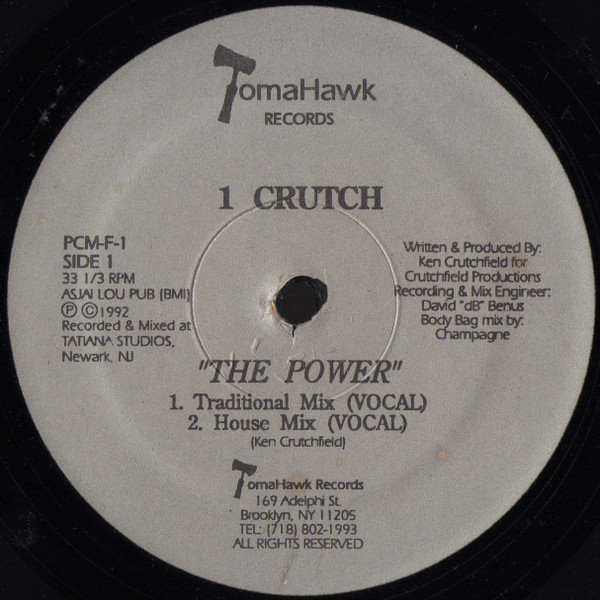 TomaHawk
RECORDS
1 CRUTCH
PCM-F-1
SIDE 1
33 1/3 RPM
ASJAI LOU PUB (BMI)
Ⓟ ©1992
Recorded & Mixed at
TATIANA STUDIOS,
Newark, NJ
Written & Produced By:
Ken Crutchfield for
Crutchfield Productions
Recording & Mix Engineer:
David "dB" Benus
Body Bag mix by:
Champagne
"THE POWER"
1. Traditional Mix (VOCAL)
2. House Mix (VOCAL)
(Ken Crutchfield)
TomaHawk Records
169 Adelphi St.
Brooklyn, NY 11205
TEL: (718) 802-1993
ALL RIGHTS RESERVED